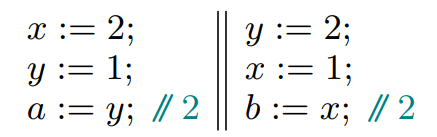 x := 2; ‖ y := 2;
y := 1; ‖ x := 1;
a := y; // 2 ‖ b := x; // 2